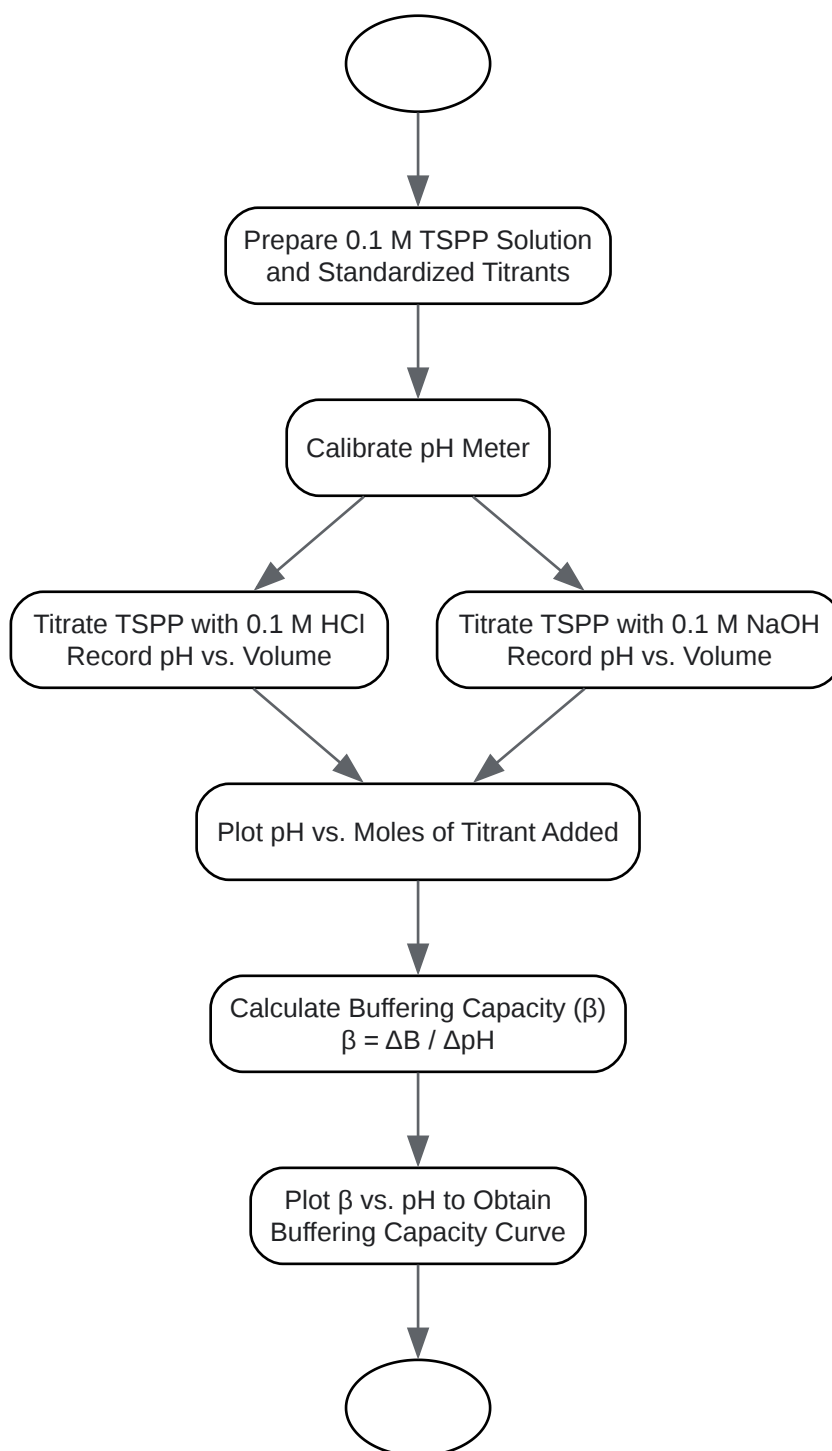 Prepare 0.1 M TSPP Solution
and Standardized Titrants
Calibrate pH Meter
Titrate TSPP with 0.1 M HCl
Record pH vs. Volume
Titrate TSPP with 0.1 M NaOH
Record pH vs. Volume
Plot pH vs. Moles of Titrant Added
Calculate Buffering Capacity (β)
β = ΔB / ΔpH
Plot β vs. pH to Obtain
Buffering Capacity Curve